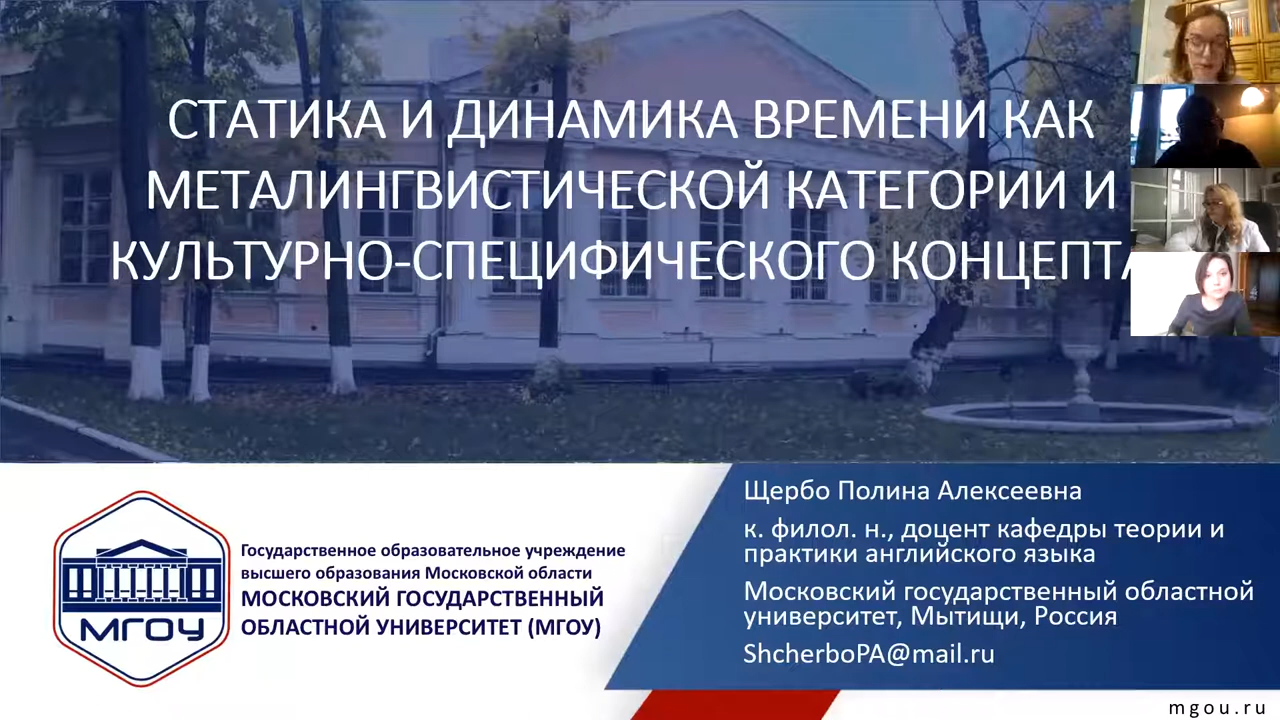 СТАТИКА И ДИНАМИКА ВРЕМЕНИ КАК
МЕТАЛИНГВИСТИЧЕСКОЙ КАТЕГОРИИ И
КУЛЬТУРНО-СПЕЦИФИЧЕСКОГО КОНЦЕПТА
МГОУ
Государственное образовательное учреждение
высшего образования Московской области
МОСКОВСКИЙ ГОСУДАРСТВЕННЫЙ
ОБЛАСТНОЙ УНИВЕРСИТЕТ (МГОУ)
Щербо Полина Алексеевна
к. филол. н., доцент кафедры теории и
практики английского языка
Московский государственный областной
университет, Мытищи, Россия
ShcherboPA@mail.ru
mgou.ru